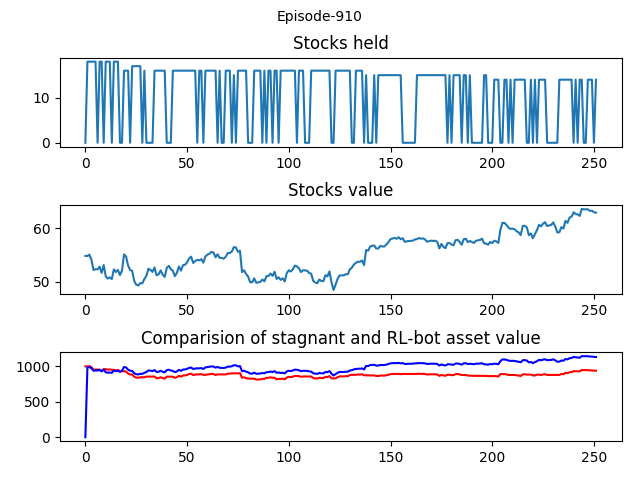 Episode-910
Stocks held
10
0
0 50 100 150 200 250
Stocks value
60
50
0 50 100 150 200 250
Comparision of stagnant and RL-bot asset value
1000
500
0
0 50 100 150 200 250